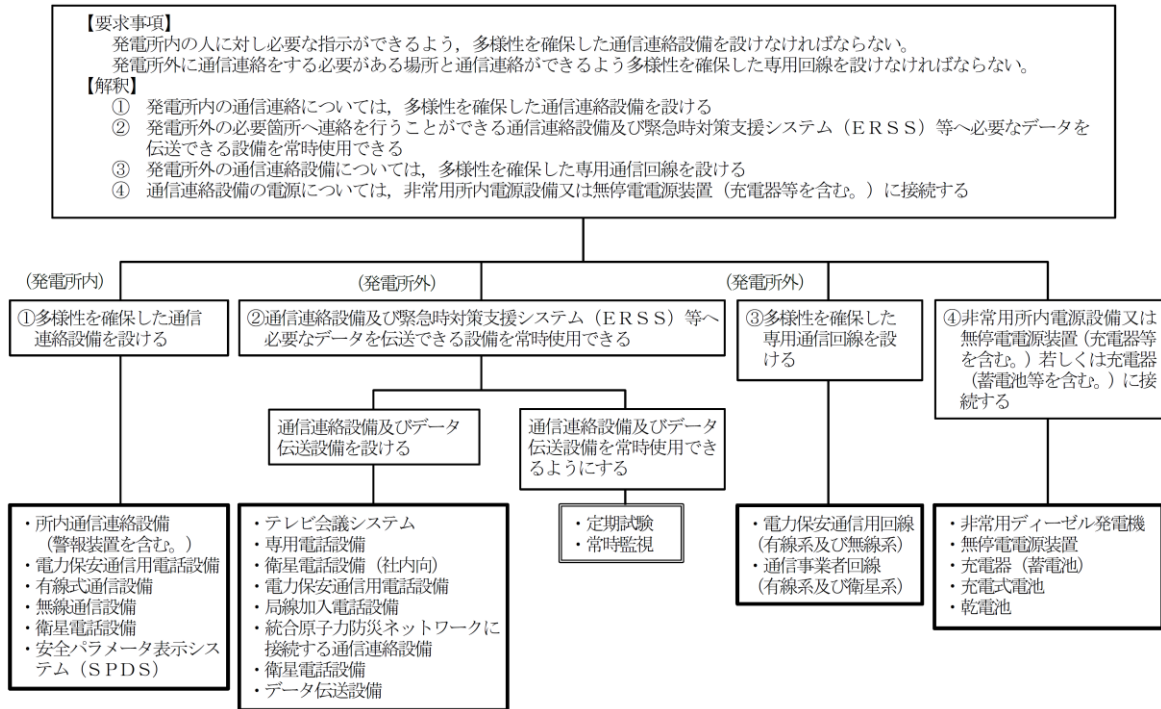 【要求事項】
発電所内の人に対し必要な指示ができるよう，多様性を確保した通信連絡設備を設けなければならない。
発電所外に通信連絡をする必要がある場所と通信連絡ができるよう多様性を確保した専用回線を設けなければならない。
【解釈】
① 発電所内の通信連絡については，多様性を確保した通信連絡設備を設ける
② 発電所外の必要箇所へ連絡を行うことができる通信連絡設備及び緊急時対策支援システム（ＥＲＳＳ）等へ必要なデータを
伝送できる設備を常時使用できる
③ 発電所外の通信連絡設備については，多様性を確保した専用通信回線を設ける
④ 通信連絡設備の電源については，非常用所内電源設備又は無停電電源装置（充電器等を含む。）に接続する
（発電所内）
①多様性を確保した通信
連絡設備を設ける
・所内通信連絡設備
（警報装置を含む。）
・電力保安通信用電話設備
・有線式通信設備
・無線通信設備
・衛星電話設備
・安全パラメータ表示シス
テム（ＳＰＤＳ）
（発電所外）
②通信連絡設備及び緊急時対策支援システム（ＥＲＳＳ）等へ
必要なデータを伝送できる設備を常時使用できる
通信連絡設備及びデータ
伝送設備を設ける
・テレビ会議システム
・専用電話設備
・衛星電話設備（社内向）
・電力保安通信用電話設備
・局線加入電話設備
・統合原子力防災ネットワークに
接続する通信連絡設備
・衛星電話設備
・データ伝送設備
通信連絡設備及びデータ
伝送設備を常時使用でき
るようにする
・定期試験
・常時監視
（発電所外）
③多様性を確保した
専用通信回線を設
ける
・電力保安通信用回線
（有線系及び無線系）
・通信事業者回線
（有線系及び衛星系）
④非常用所内電源設備又は
無停電電源装置（充電器等
を含む。）若しくは充電器
（蓄電池等を含む。）に接
続する
・非常用ディーゼル発電機
・無停電電源装置
・充電器（蓄電池）
・充電式電池
・乾電池